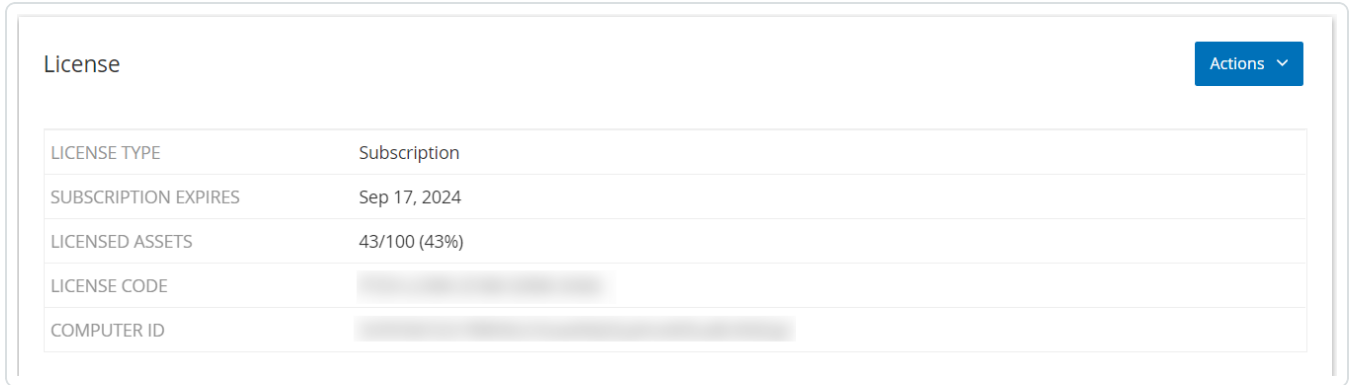 License
Actions
LICENSE TYPE Subscription
SUBSCRIPTION EXPIRES Sep 17, 2024
LICENSED ASSETS 43/100 (43%)
LICENSE CODE
COMPUTER ID